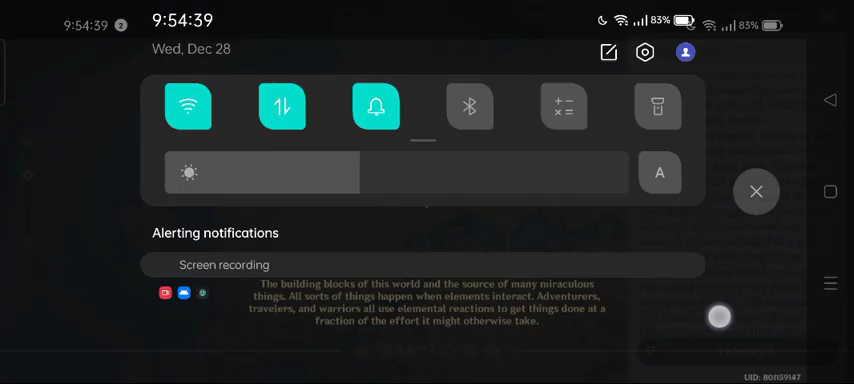 9:54:39 2
9:54:39
83%
83%
Wed, Dec 28
A
Alerting notifications
Screen recording
The building blocks of this world and the source of many miraculous
things. All sorts of things happen when elements interact. Adventurers,
travelers, and warriors all use elemental reactions to get things done at a
fraction of the effort it might otherwise take.
Teleport
UID: 801159147